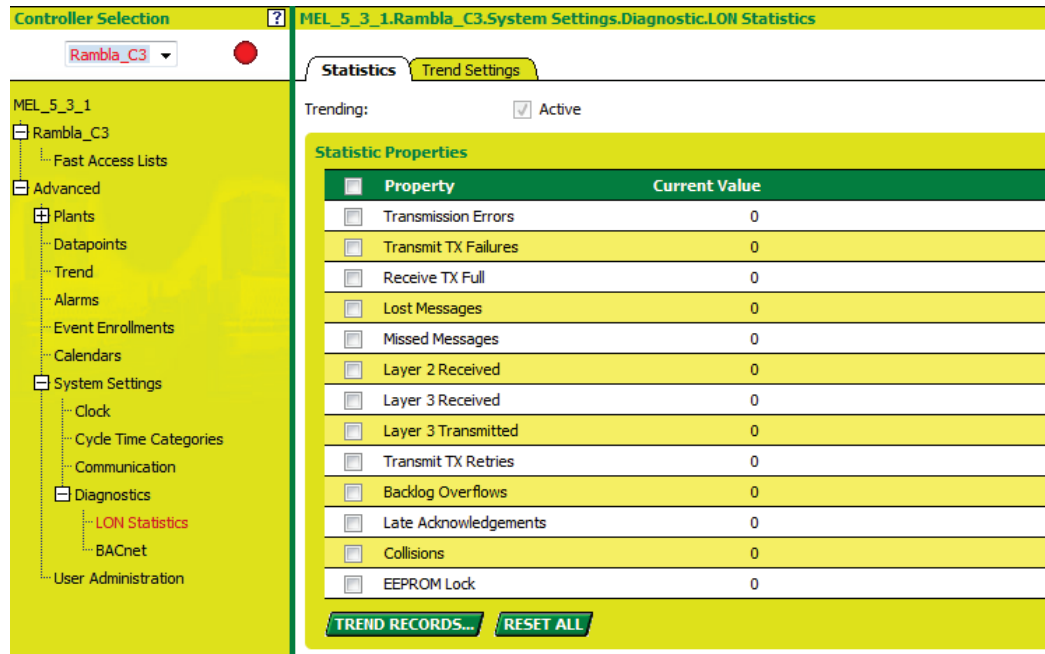 Controller Selection ?
Rambla_C3
MEL_5_3_1
Rambla_C3
Fast Access Lists
Advanced
Plants
Datapoints
Trend
Alarms
Event Enrollments
Calendars
System Settings
Clock
Cycle Time Categories
Communication
Diagnostics
LON Statistics
BACnet
User Administration
MEL_5_3_1.Rambla_C3.System Settings.Diagnostic.LON Statistics
Statistics Trend Settings
Trending: Active
Statistic Properties
Property Current Value
Transmission Errors 0
Transmit TX Failures 0
Receive TX Full 0
Lost Messages 0
Missed Messages 0
Layer 2 Received 0
Layer 3 Received 0
Layer 3 Transmitted 0
Transmit TX Retries 0
Backlog Overflows 0
Late Acknowledgements 0
Collisions 0
EEPROM Lock 0
TREND RECORDS... RESET ALL